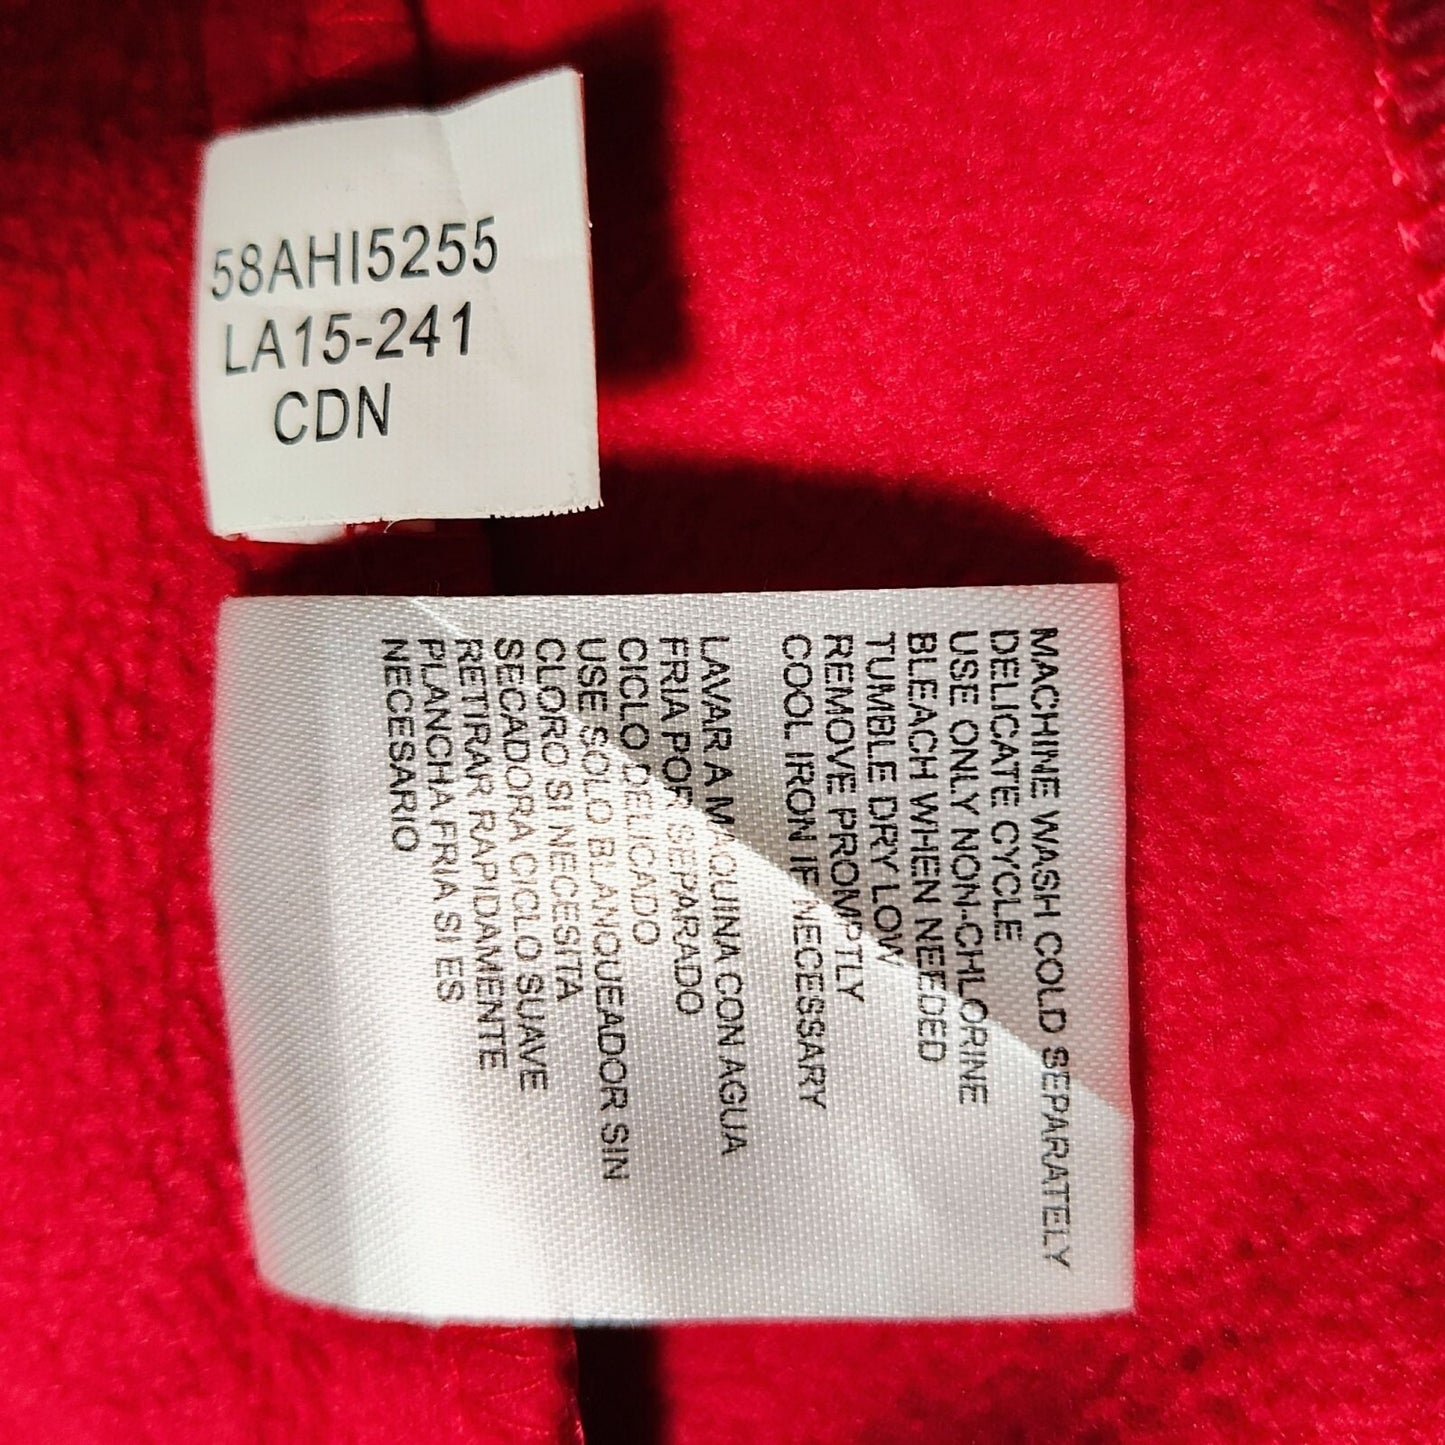 58AHI5255
LA15-241
CDN
MACHINE WASH COLD SEPARATELY
DELICATE CYCLE
USE ONLY NON-CHLORINE
BLEACH WHEN NEEDED
TUMBLE DRY LOW
REMOVE PROMPTLY
COOL IRON IF NECESSARY
LAVAR A MAQUINA CON AGUA
FRIA POR SEPARADO
CICLO DELICADO
USE SOLO BLANQUEADOR SIN
CLORO SI NECESITA
SECADORA CICLO SUAVE
RETIRAR RAPIDAMENTE
PLANCHA FRIA SI ES
NECESARIO